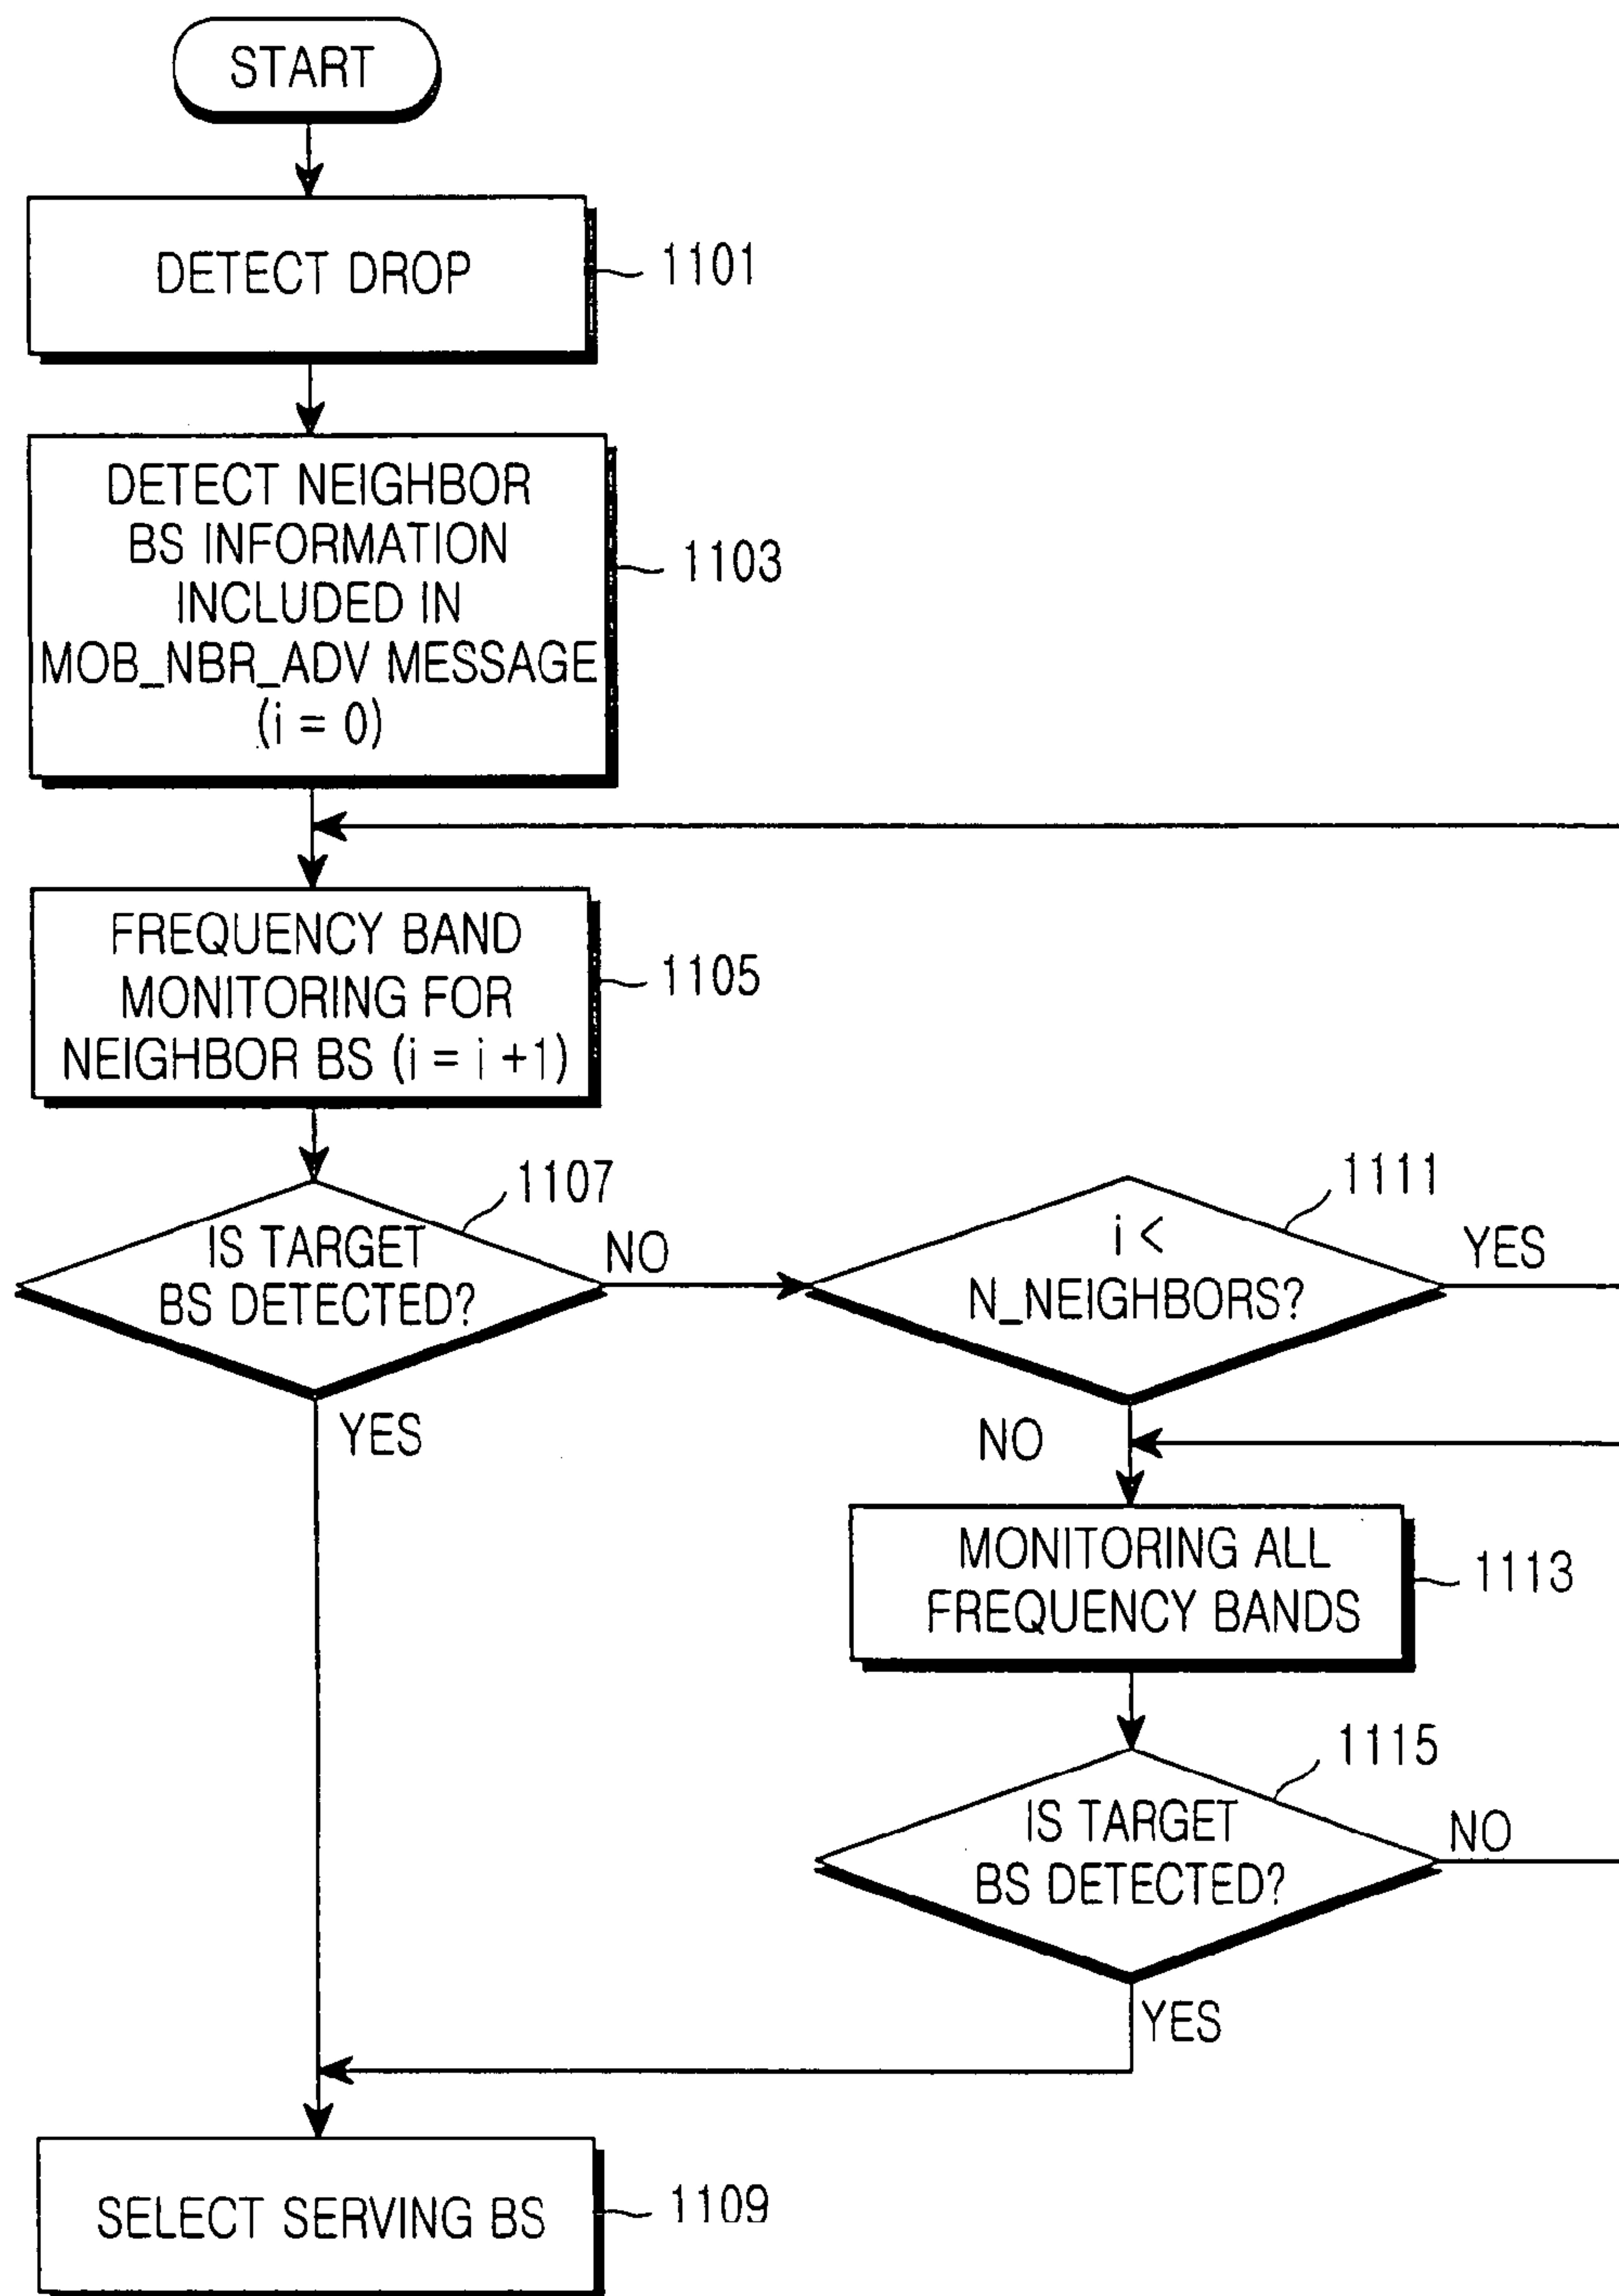 START
DETECT DROP
1101
DETECT NEIGHBOR
BS INFORMATION
INCLUDED IN
MOB_NBR_ADV MESSAGE
(i = 0)
1103
FREQUENCY BAND
MONITORING FOR
NEIGHBOR BS (i = i +1)
1105
IS TARGET
BS DETECTED?
1107
NO
YES
i <
N_NEIGHBORS?
1111
YES
NO
MONITORING ALL
FREQUENCY BANDS
1113
IS TARGET
BS DETECTED?
1115
NO
YES
SELECT SERVING BS
1109